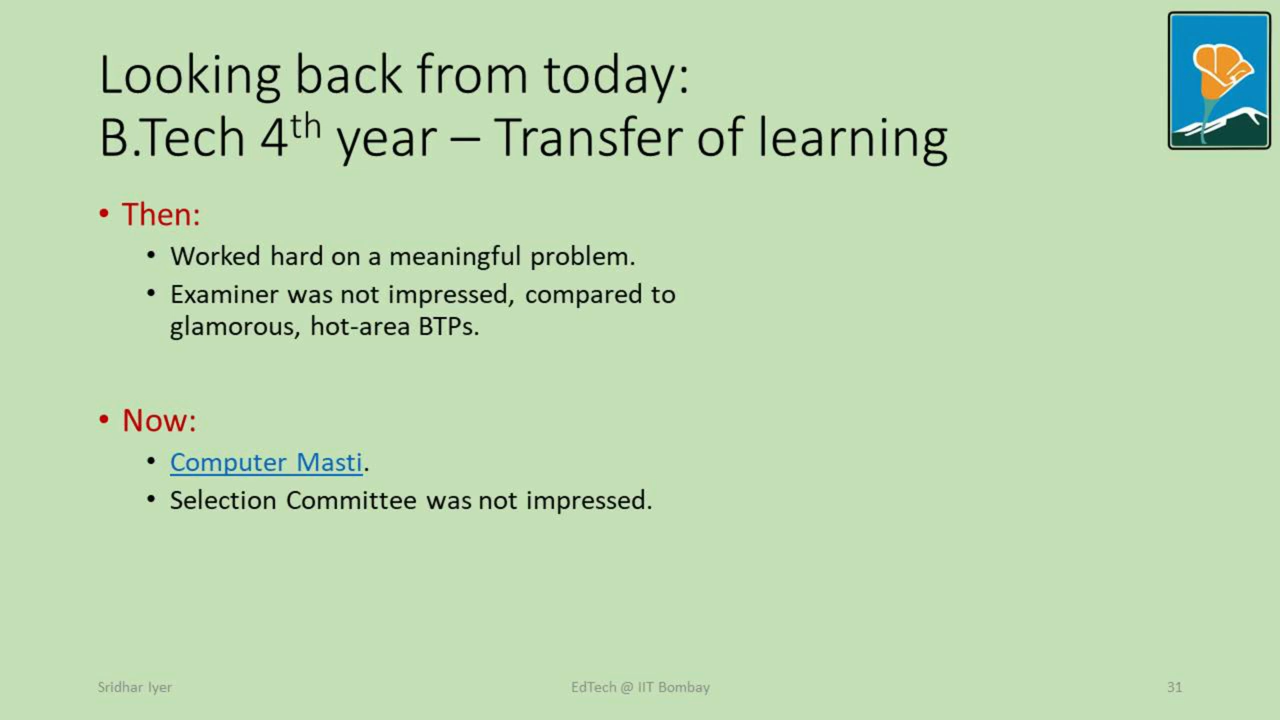 Looking back from today:
B.Tech 4th year – Transfer of learning
• Then:
• Worked hard on a meaningful problem.
• Examiner was not impressed, compared to
glamorous, hot-area BTPs.
• Now:
• Computer Masti.
• Selection Committee was not impressed.
Sridhar Iyer
EdTech @ IIT Bombay
31